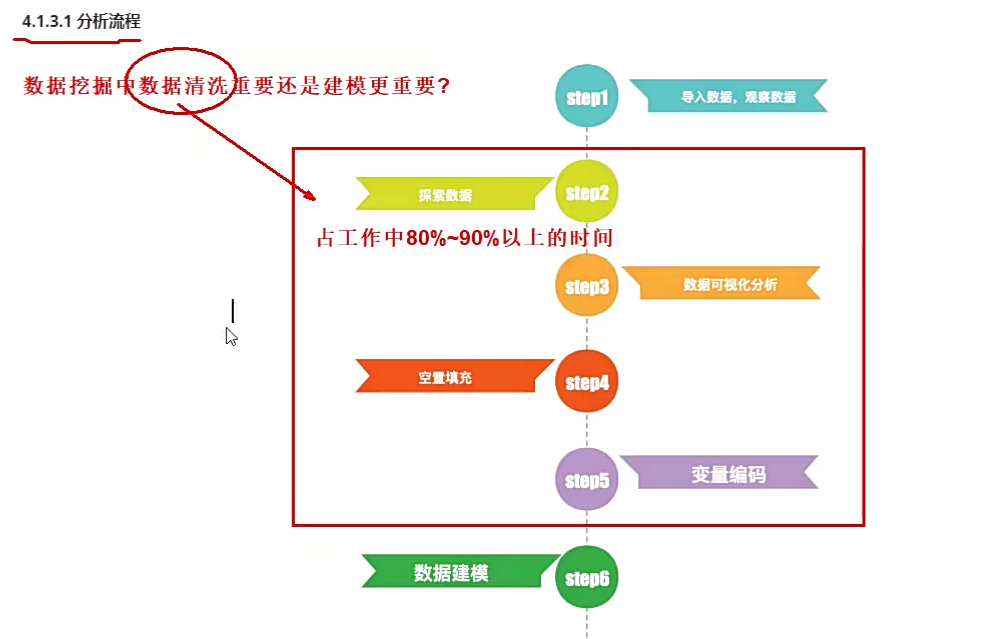 4.1.3.1 分析流程
数据挖掘中数据清洗重要还是建模更重要?
step1
导入数据，观察数据
探索数据
step2
占工作中80%~90%以上的时间
step3
数据可视化分析
空置填充
step4
step5
变量编码
数据建模
step6